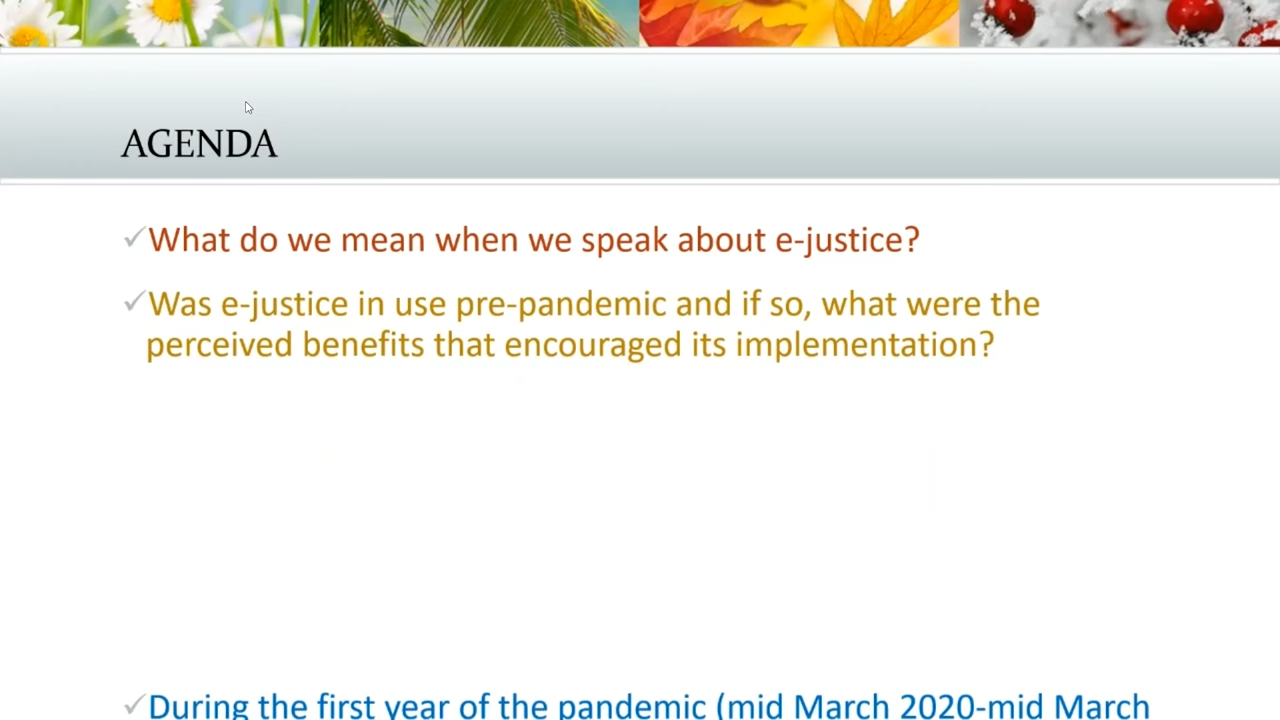 AGENDA
✓What do we mean when we speak about e-justice?
✓Was e-justice in use pre-pandemic and if so, what were the
perceived benefits that encouraged its implementation?
✓During the first year of the pandemic (mid March 2020-mid March